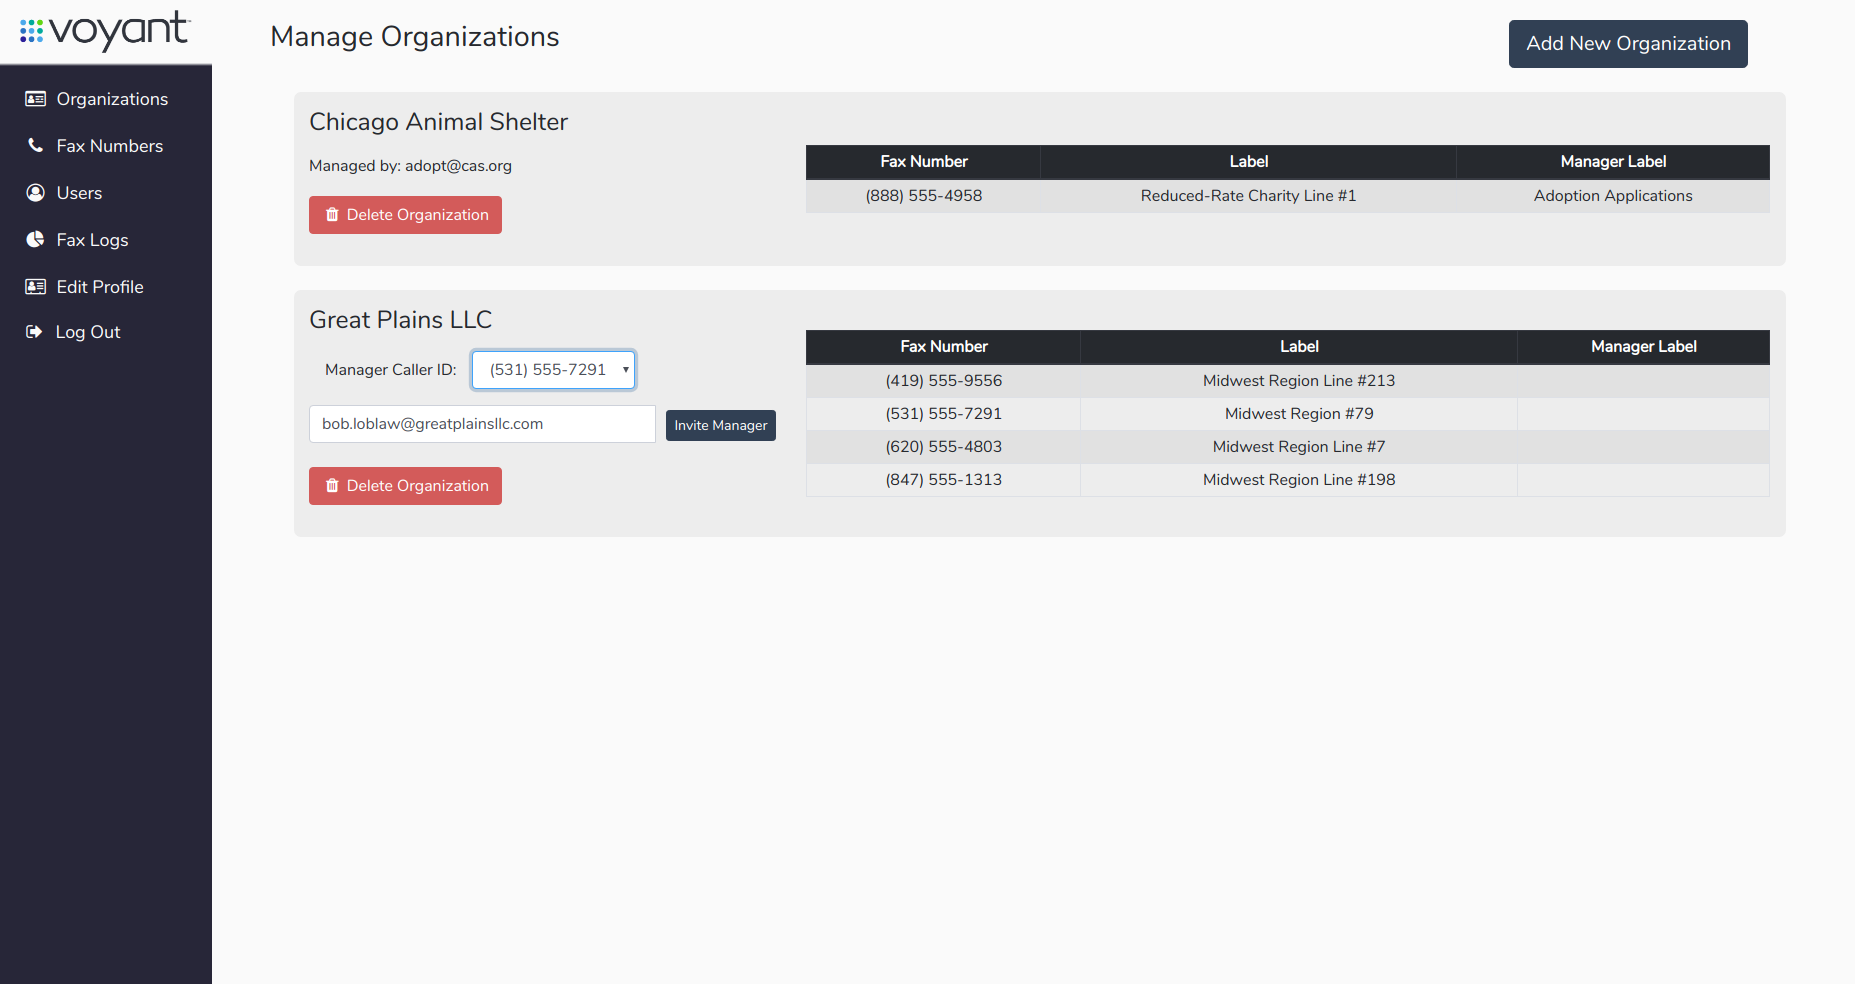 voyant
Organizations
Fax Numbers
Users
Fax Logs
Edit Profile
Log Out
Manage Organizations
Add New Organization
Chicago Animal Shelter
Managed by: adopt@cas.org
Delete Organization
Fax Number Label Manager Label
(888) 555-4958 Reduced-Rate Charity Line #1 Adoption Applications
Great Plains LLC
Manager Caller ID: (531) 555-7291
bob.loblaw@greatplainsllc.com Invite Manager
Delete Organization
Fax Number Label Manager Label
(419) 555-9556 Midwest Region Line #213
(531) 555-7291 Midwest Region #79
(620) 555-4803 Midwest Region Line #7
(847) 555-1313 Midwest Region Line #198